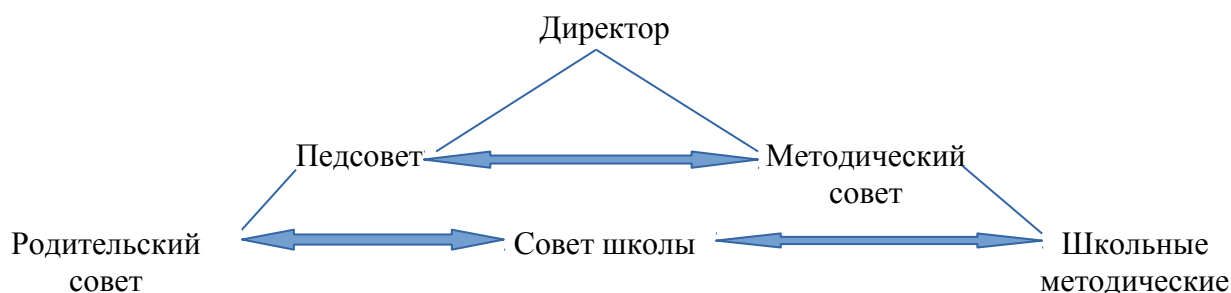 Директор
Педсовет
Методический
совет
Родительский
совет
Совет школы
Школьные
методические